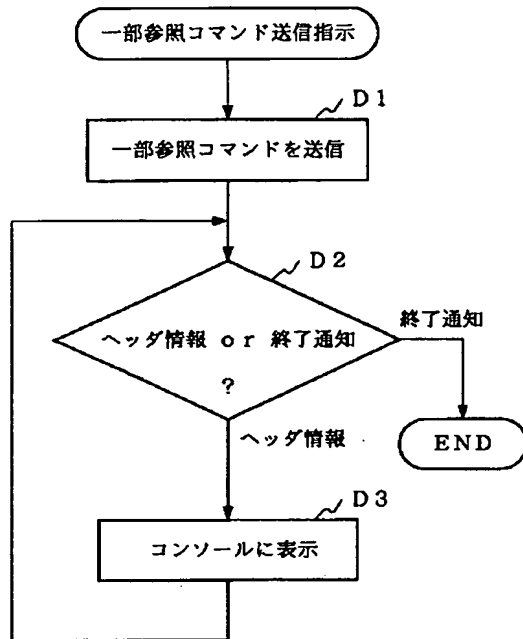 一部参照コマンド送信指示
D1
一部参照コマンドを送信
D2
ヘッダ情報 or 終了通知
?
終了通知
END
ヘッダ情報
D3
コンソールに表示